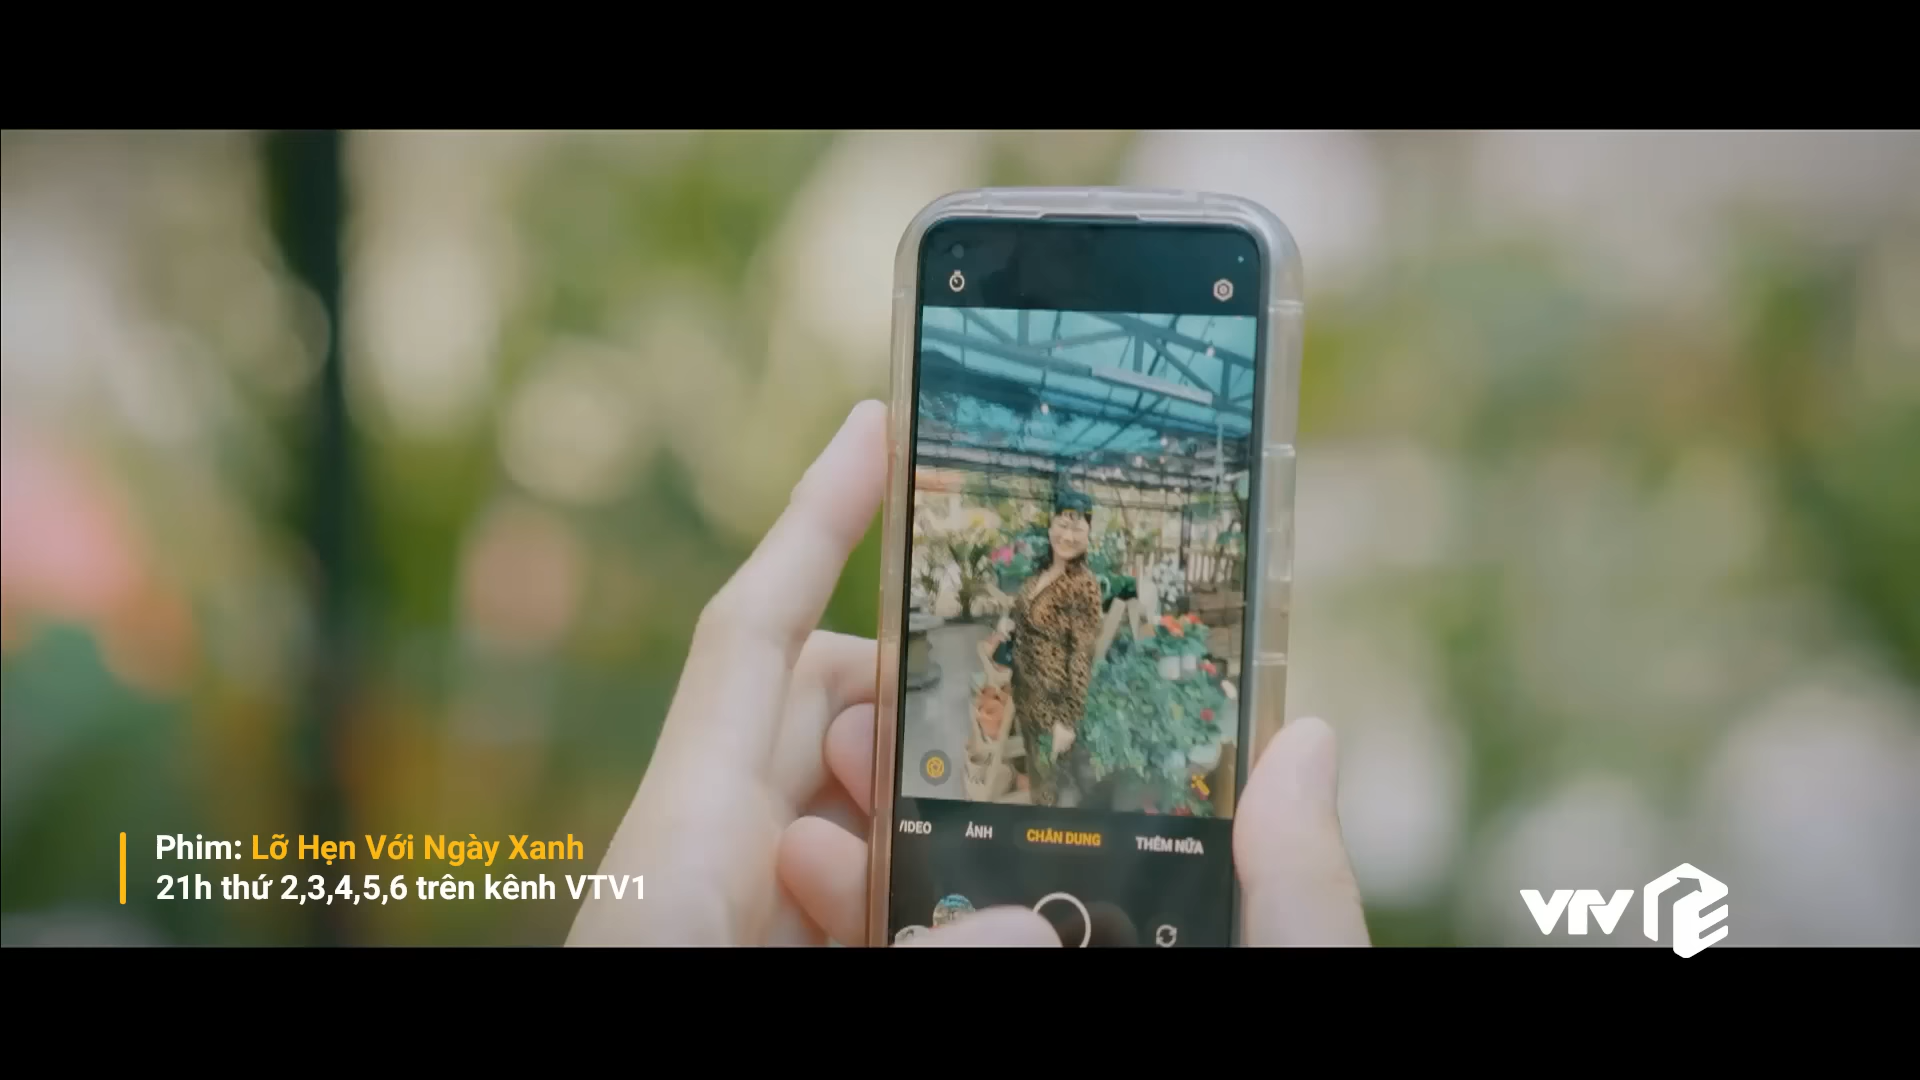 VIDEO
ẢNH
CHÂN DUNG
THÊM NỮA
Phim: Lỡ Hẹn Với Ngày Xanh
21h thứ 2,3,4,5,6 trên kênh VTV1
VTV